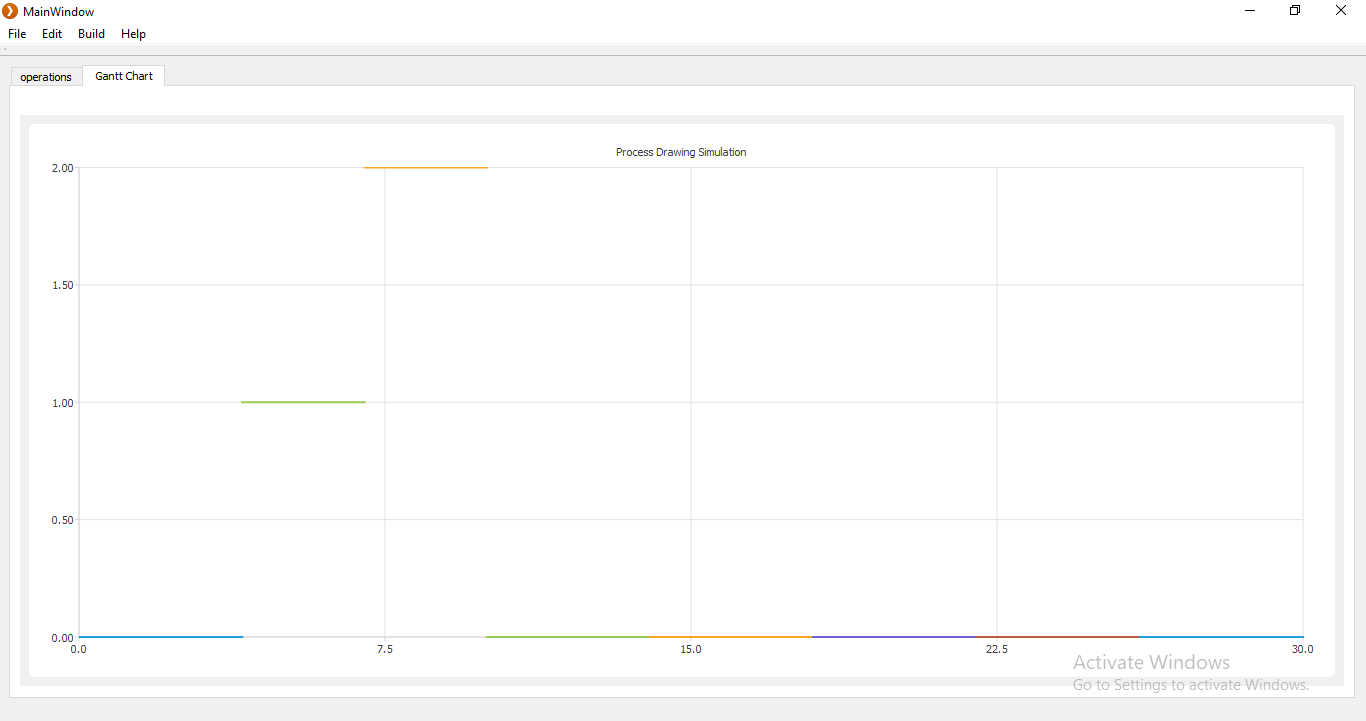 MainWindow
File Edit Build Help
operations Gantt Chart
Process Drawing Simulation
2.00
1.50
1.00
0.50
0.00
0.0 7.5 15.0 22.5 30.0
Activate Windows
Go to Settings to activate Windows.